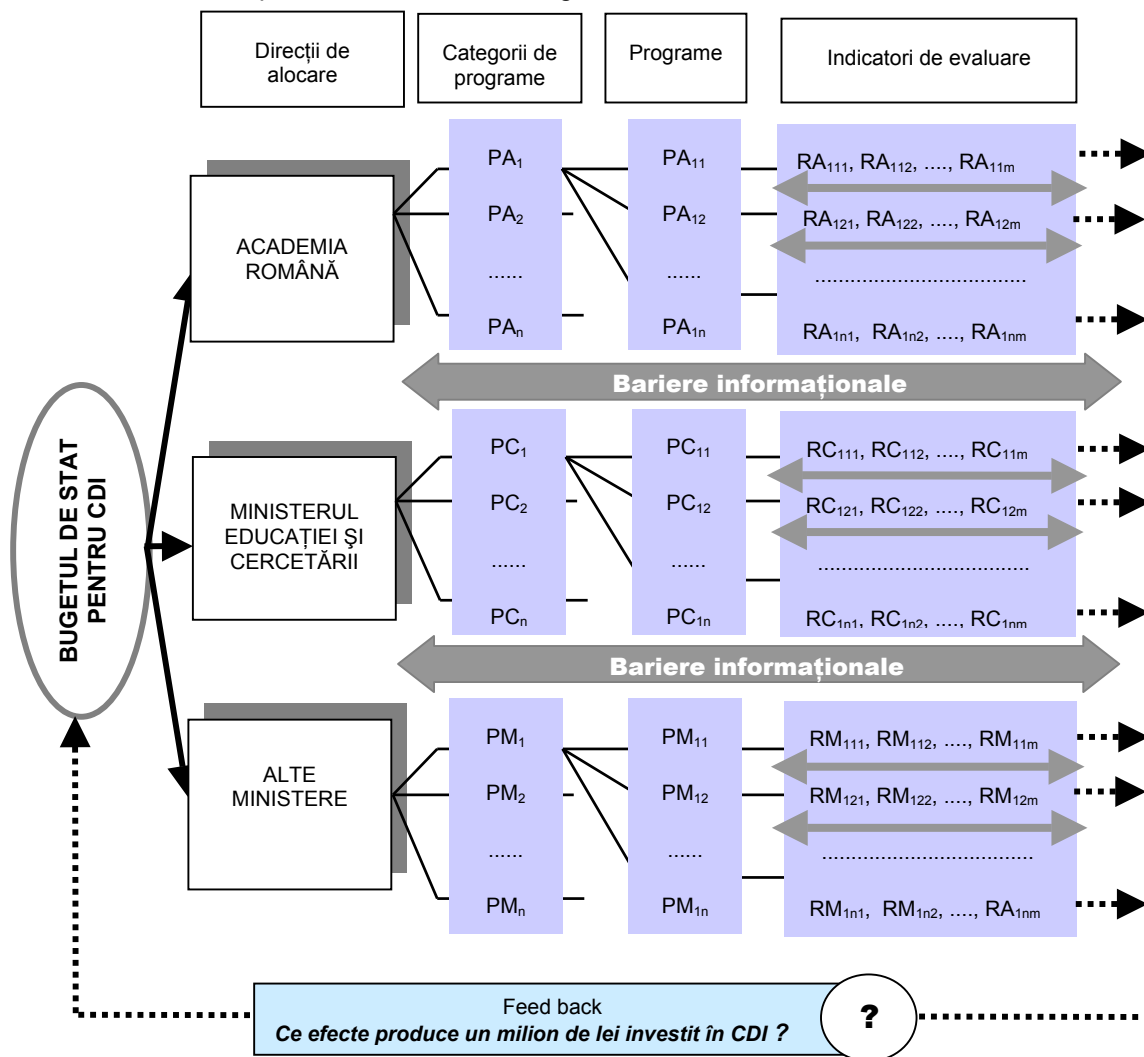 Direcții de
alocare
Categorii de
programe
Programe
Indicatori de evaluare
BUGETUL DE STAT
PENTRU CDI
ACADEMIA
ROMÂNĂ
PA₁
PA₂
......
PAₙ
PA₁₁
PA₁₂
......
PA₁ₙ
RA₁₁₁, RA₁₁₂, ...., RA₁₁ₘ
RA₁₂₁, RA₁₂₂, ...., RA₁₂ₘ
....................................
RA₁ₙ₁, RA₁ₙ₂, ...., RA₁ₙₘ
Bariere informaționale
MINISTERUL
EDUCAȚIEI ŞI
CERCETĂRII
PC₁
PC₂
......
PCₙ
PC₁₁
PC₁₂
......
PC₁ₙ
RC₁₁₁, RC₁₁₂, ...., RC₁₁ₘ
RC₁₂₁, RC₁₂₂, ...., RC₁₂ₘ
....................................
RC₁ₙ₁, RC₁ₙ₂, ...., RC₁ₙₘ
Bariere informaționale
ALTE
MINISTERE
PM₁
PM₂
......
PMₙ
PM₁₁
PM₁₂
......
PM₁ₙ
RM₁₁₁, RM₁₁₂, ...., RM₁₁ₘ
RM₁₂₁, RM₁₂₂, ...., RM₁₂ₘ
....................................
RM₁ₙ₁, RM₁ₙ₂, ...., RA₁ₙₘ
Feed back
Ce efecte produce un milion de lei investit în CDI ?
?